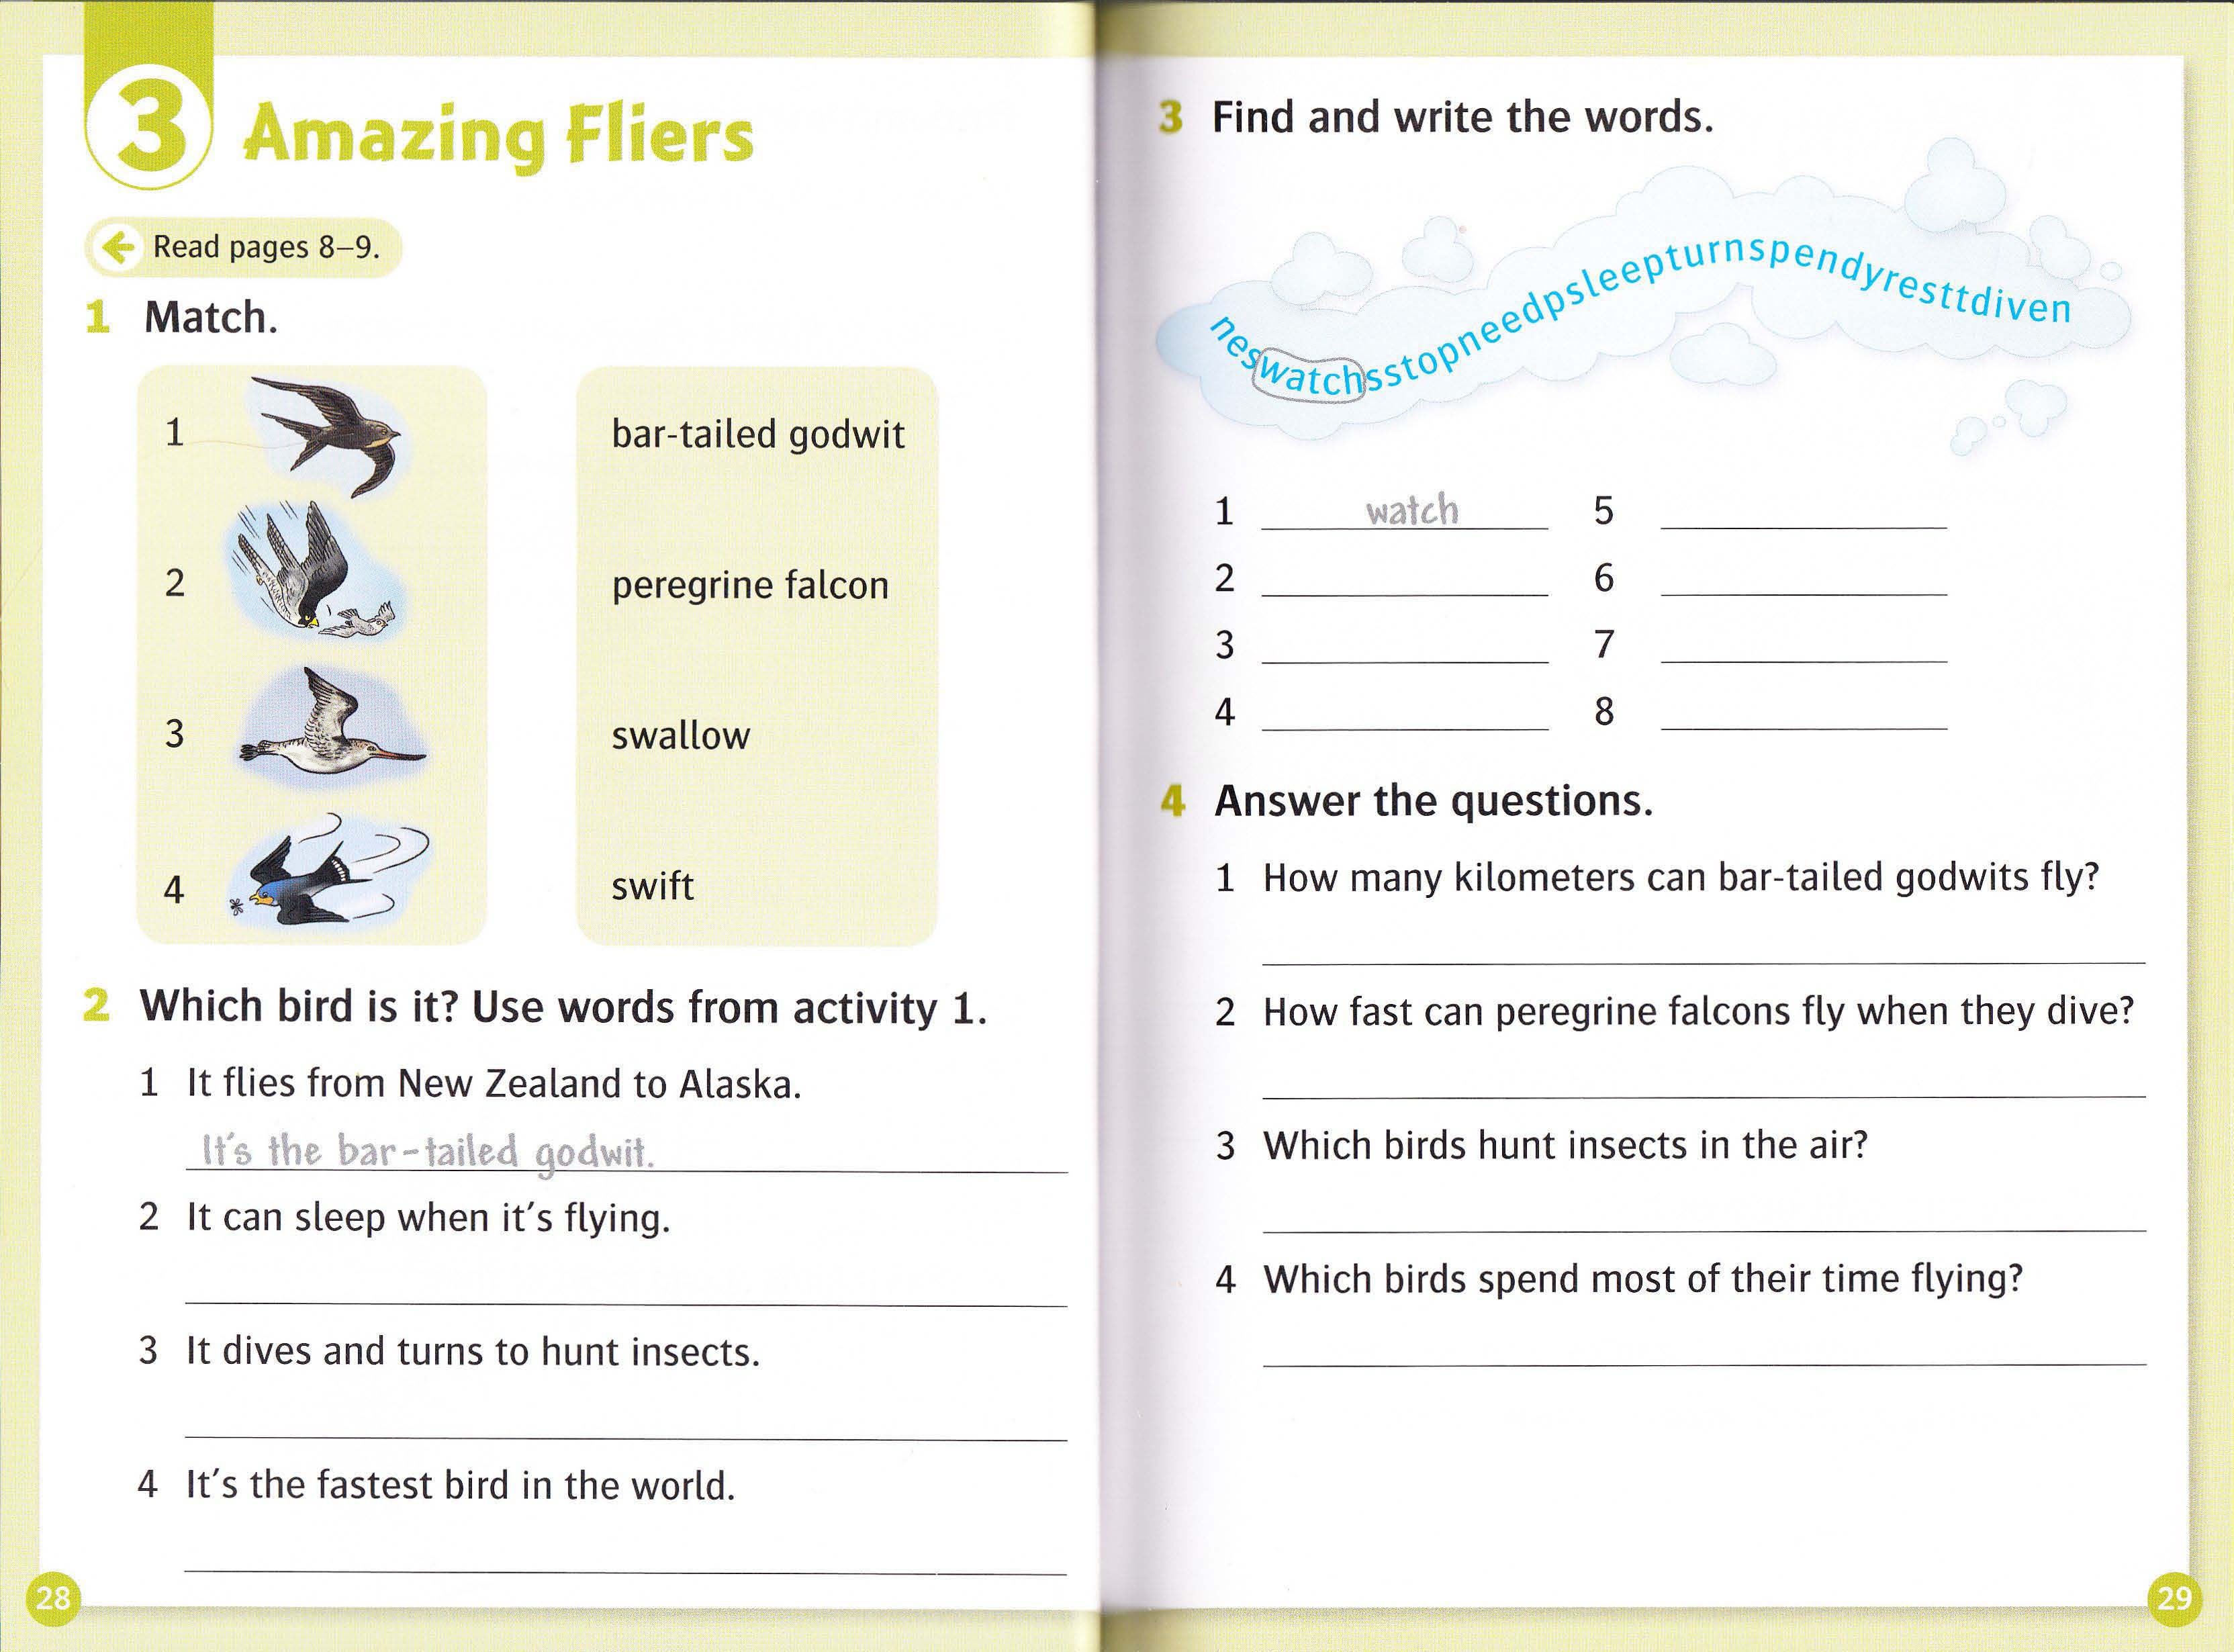 3 Amazing Fliers
← Read pages 8–9.
1 Match.
1 bar-tailed godwit
2 peregrine falcon
3 swallow
4 swift
2 Which bird is it? Use words from activity 1.
1 It flies from New Zealand to Alaska.
It's the bar-tailed godwit.
2 It can sleep when it's flying.
3 It dives and turns to hunt insects.
4 It's the fastest bird in the world.
28
3 Find and write the words.
neswatchsstopneedpsleepturnspendyresttdiven
1 watch 5
2 6
3 7
4 8
4 Answer the questions.
1 How many kilometers can bar-tailed godwits fly?
2 How fast can peregrine falcons fly when they dive?
3 Which birds hunt insects in the air?
4 Which birds spend most of their time flying?
29